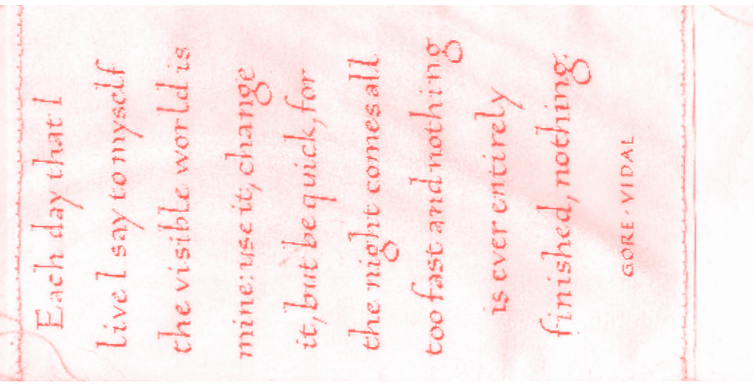 Each day that I
live I say to myself
the visible world is
mine: use it, change
it, but be quick, for
the night comes all
too fast and nothing
is ever entirely
finished, nothing.
GORE · VIDAL